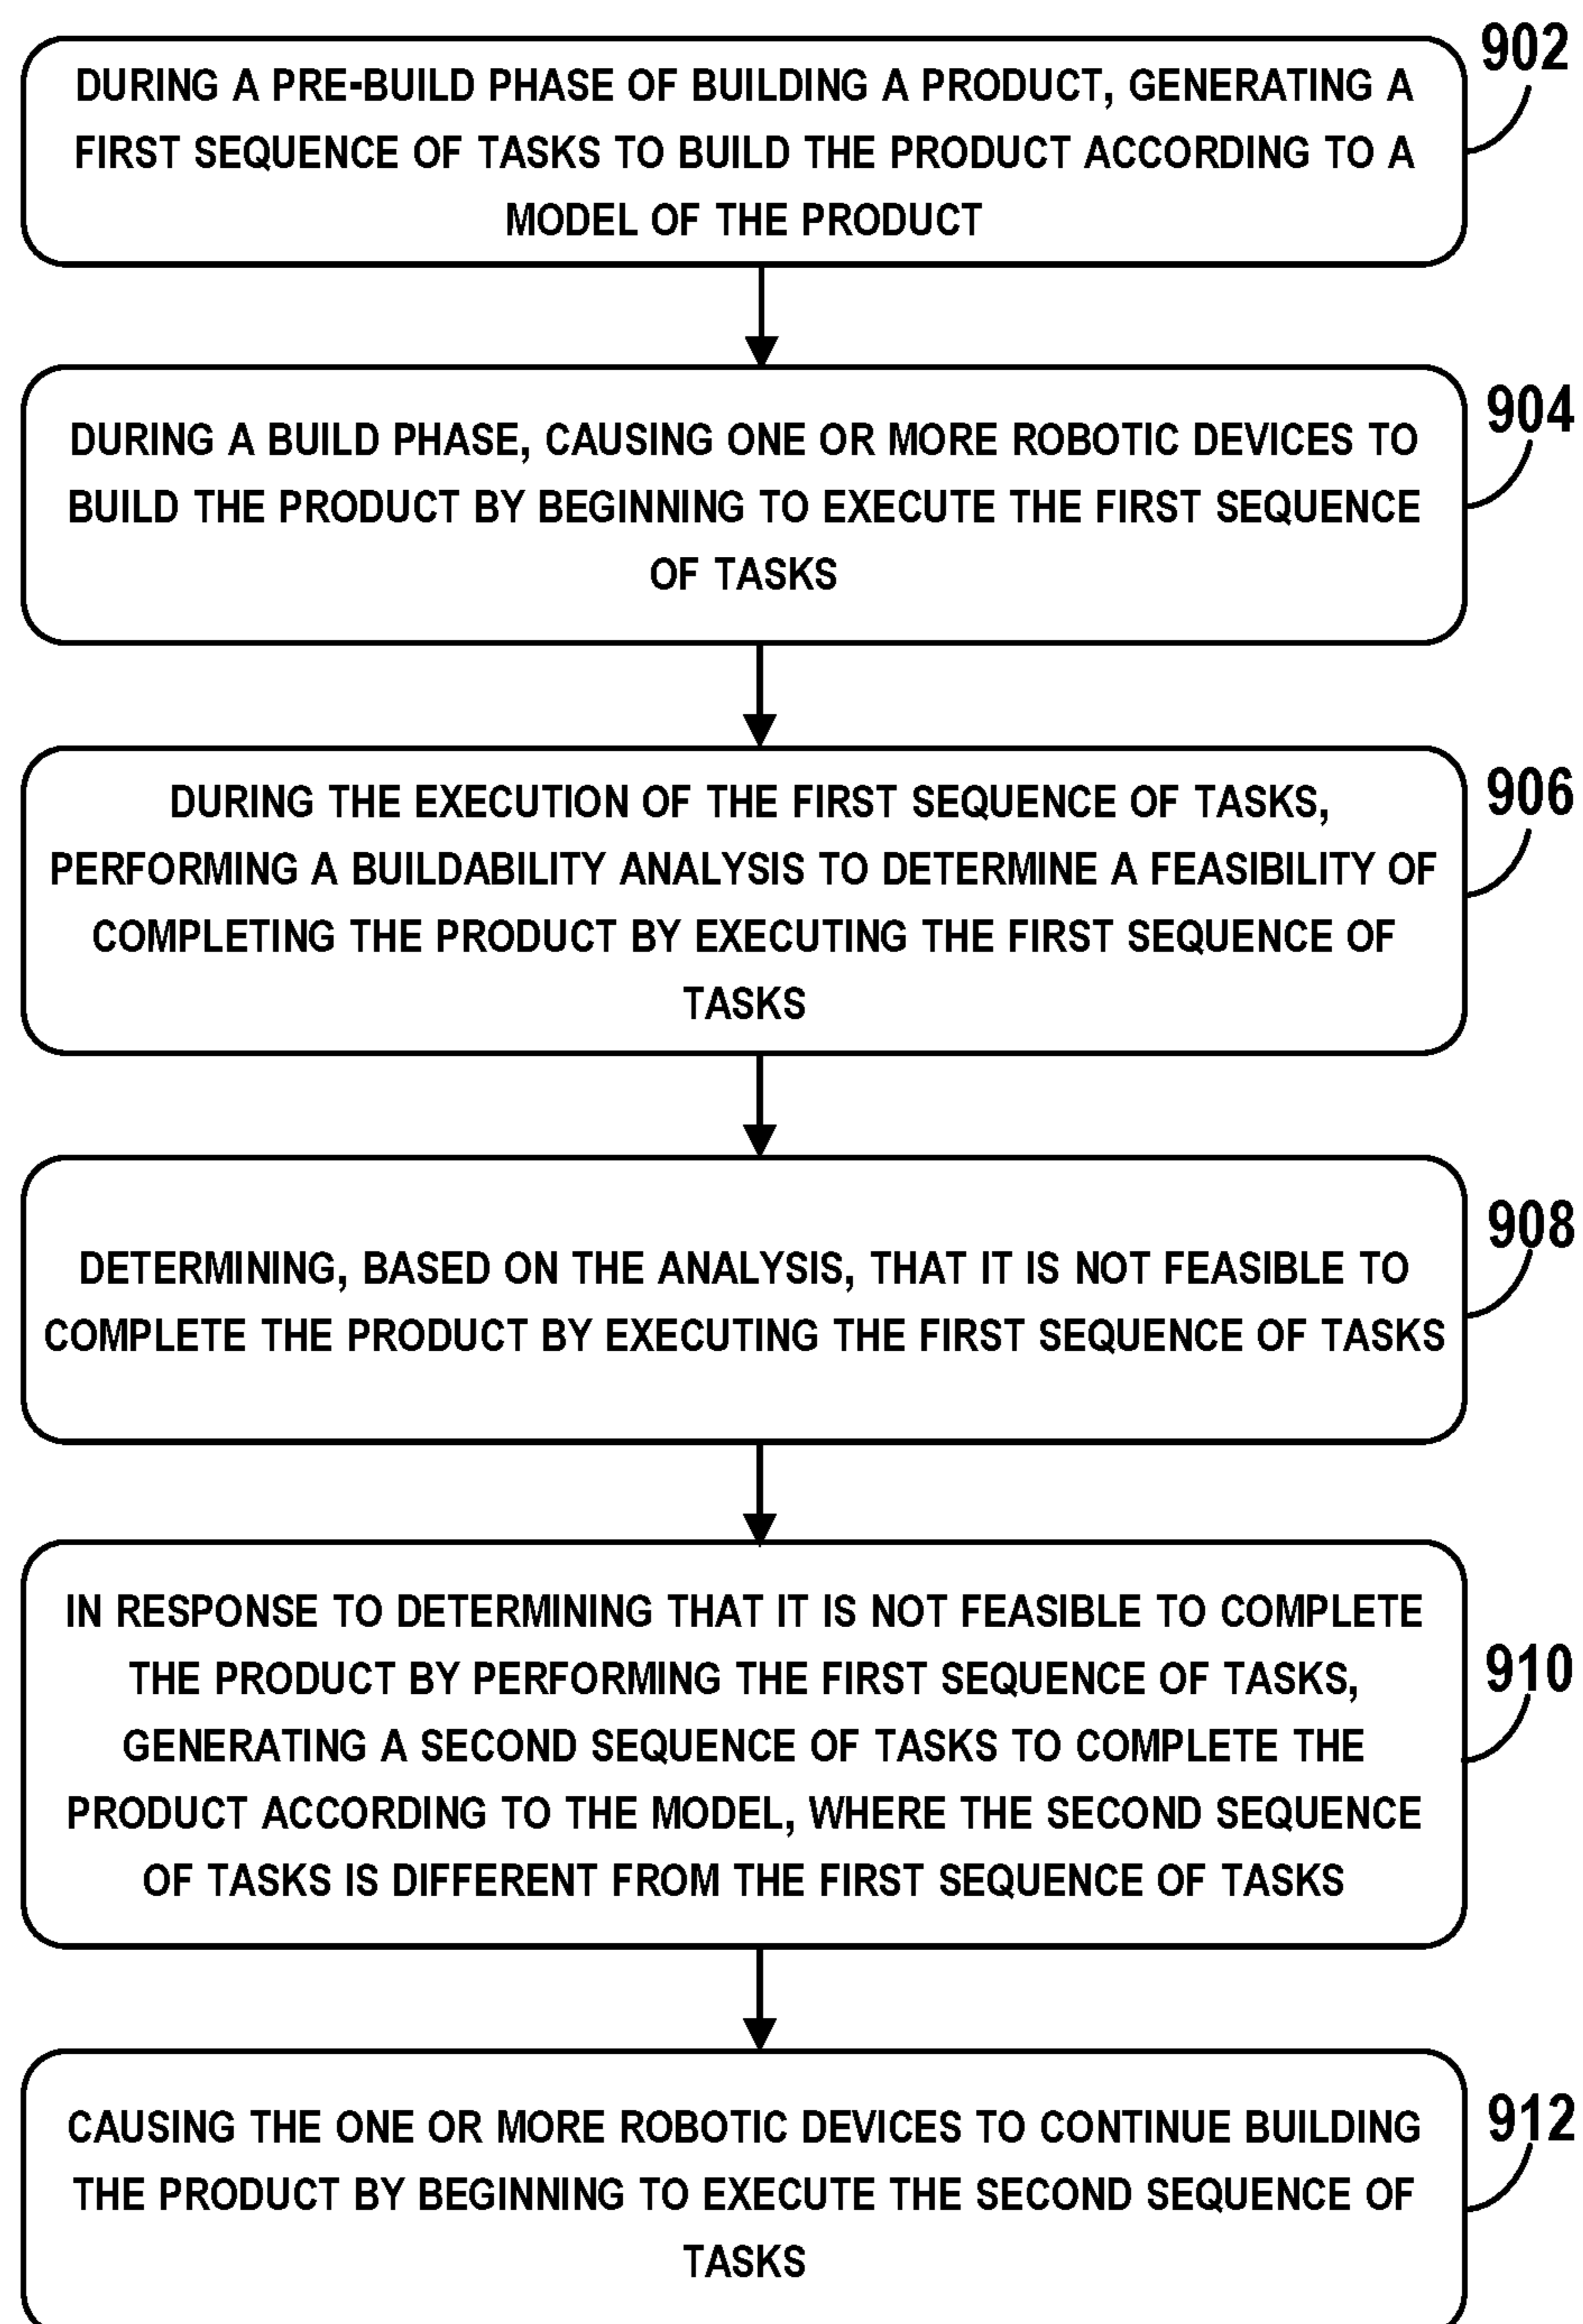 902
DURING A PRE-BUILD PHASE OF BUILDING A PRODUCT, GENERATING A
FIRST SEQUENCE OF TASKS TO BUILD THE PRODUCT ACCORDING TO A
MODEL OF THE PRODUCT
904
DURING A BUILD PHASE, CAUSING ONE OR MORE ROBOTIC DEVICES TO
BUILD THE PRODUCT BY BEGINNING TO EXECUTE THE FIRST SEQUENCE
OF TASKS
906
DURING THE EXECUTION OF THE FIRST SEQUENCE OF TASKS,
PERFORMING A BUILDABILITY ANALYSIS TO DETERMINE A FEASIBILITY OF
COMPLETING THE PRODUCT BY EXECUTING THE FIRST SEQUENCE OF
TASKS
908
DETERMINING, BASED ON THE ANALYSIS, THAT IT IS NOT FEASIBLE TO
COMPLETE THE PRODUCT BY EXECUTING THE FIRST SEQUENCE OF TASKS
910
IN RESPONSE TO DETERMINING THAT IT IS NOT FEASIBLE TO COMPLETE
THE PRODUCT BY PERFORMING THE FIRST SEQUENCE OF TASKS,
GENERATING A SECOND SEQUENCE OF TASKS TO COMPLETE THE
PRODUCT ACCORDING TO THE MODEL, WHERE THE SECOND SEQUENCE
OF TASKS IS DIFFERENT FROM THE FIRST SEQUENCE OF TASKS
912
CAUSING THE ONE OR MORE ROBOTIC DEVICES TO CONTINUE BUILDING
THE PRODUCT BY BEGINNING TO EXECUTE THE SECOND SEQUENCE OF
TASKS